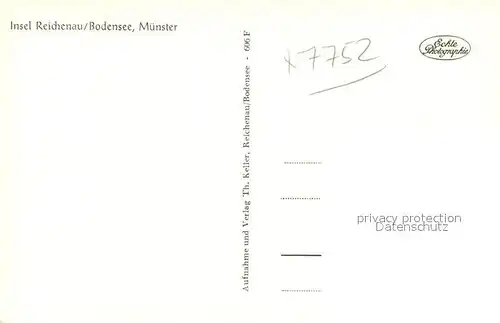 Insel Reichenau/Bodensee, Münster
Aufnahme und Verlag Th. Keller, Reichenau/Bodensee - 606 F
x7752
Echte
Photographie
privacy protection
Datenschutz